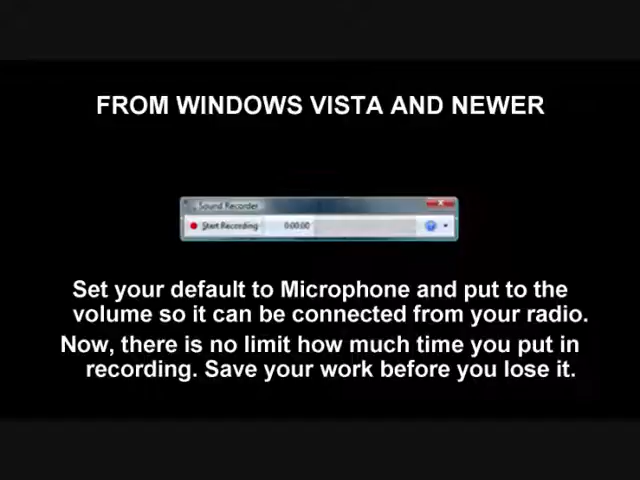 FROM WINDOWS VISTA AND NEWER
Sound Recorder
Start Recording 0:00:00
Set your default to Microphone and put to the
volume so it can be connected from your radio.
Now, there is no limit how much time you put in
recording. Save your work before you lose it.